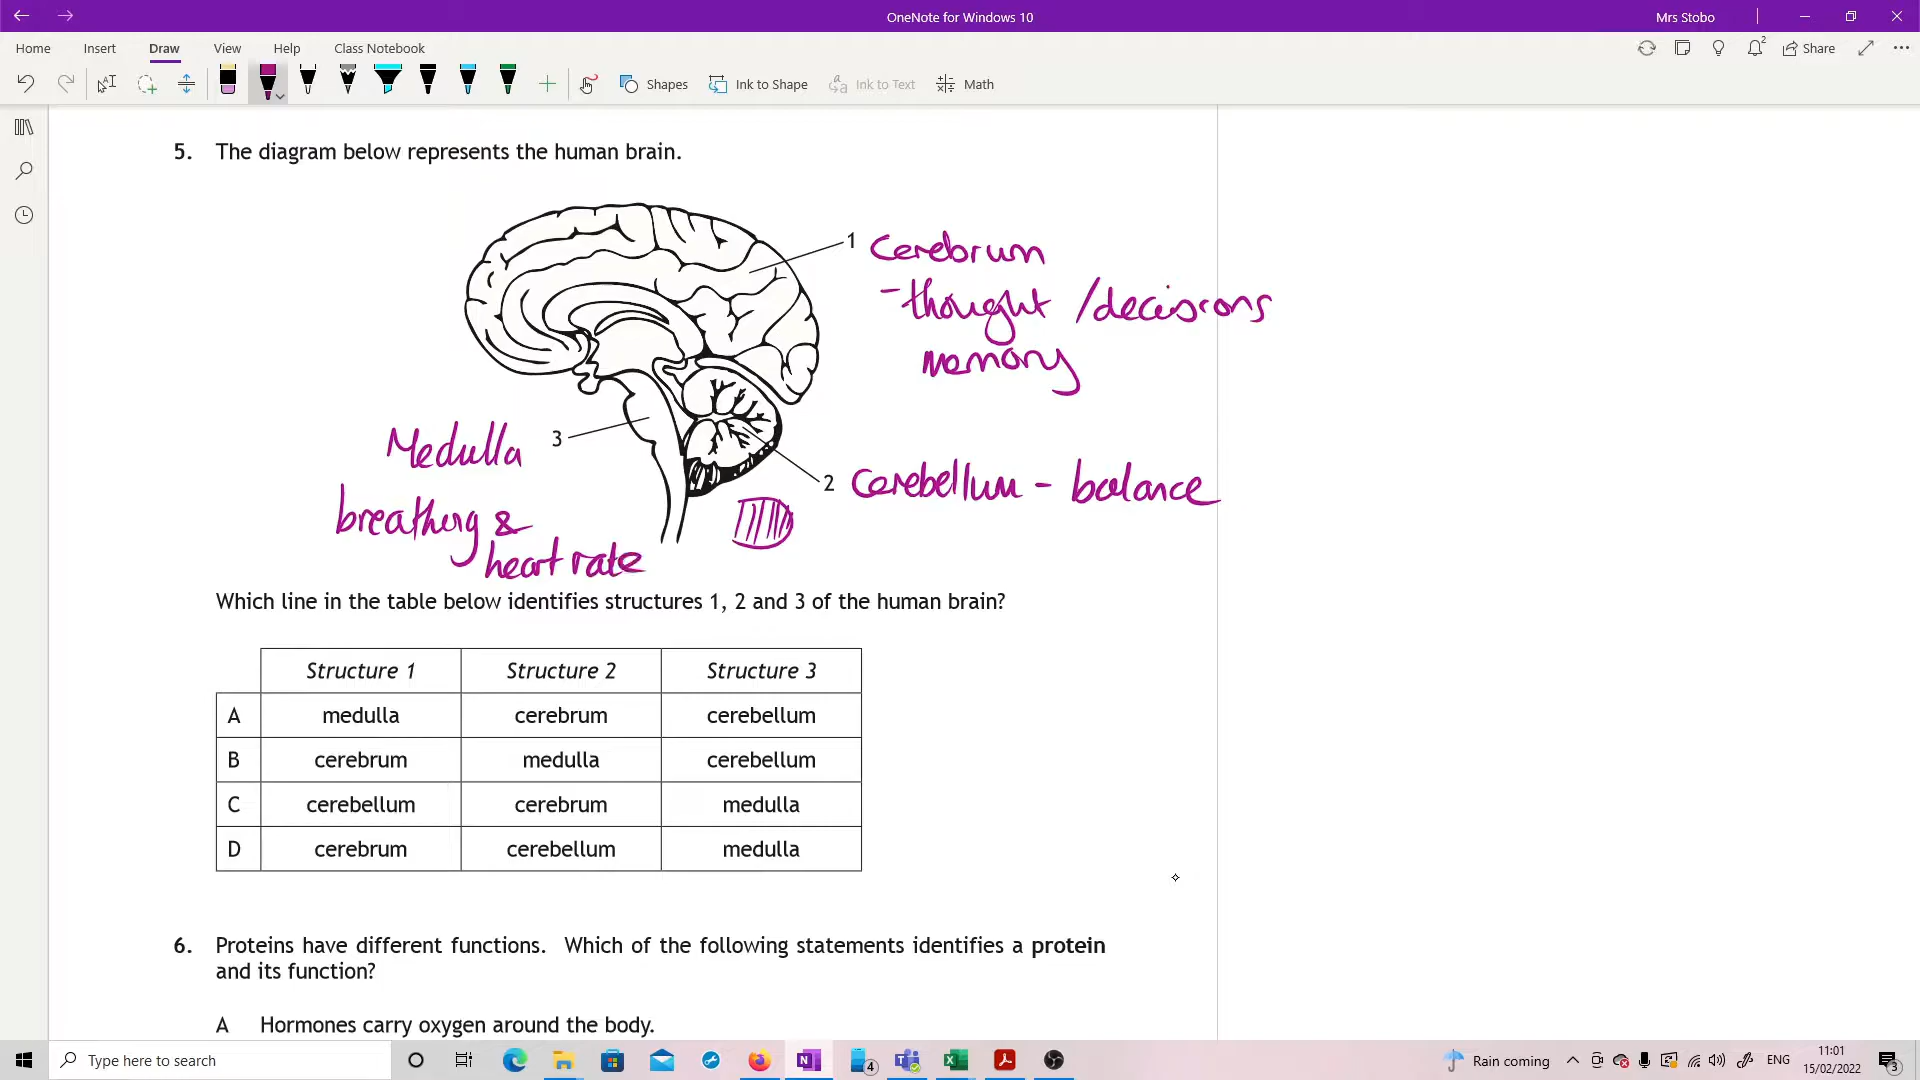 OneNote for Windows 10
Mrs Stobo
Home Insert Draw View Help Class Notebook
2
Share
Shapes Ink to Shape Ink to Text Math
5. The diagram below represents the human brain.
1 Cerebrum
- thought / decisions
memory
Medulla 3
2 Cerebellum - balance
breathing &
heart rate
Which line in the table below identifies structures 1, 2 and 3 of the human brain?
Structure 1 Structure 2 Structure 3
A medulla cerebrum cerebellum
B cerebrum medulla cerebellum
C cerebellum cerebrum medulla
D cerebrum cerebellum medulla
6. Proteins have different functions. Which of the following statements identifies a protein
and its function?
A Hormones carry oxygen around the body.
Type here to search
4
Rain coming
ENG
11:01
15/02/2022
3